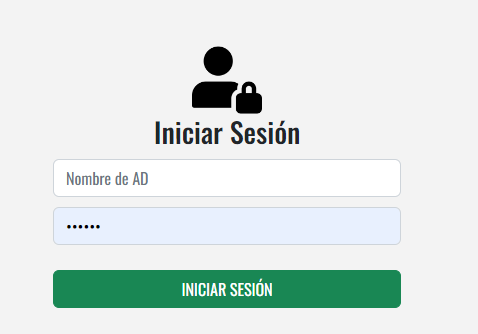 Iniciar Sesión
Nombre de AD
••••••
INICIAR SESIÓN